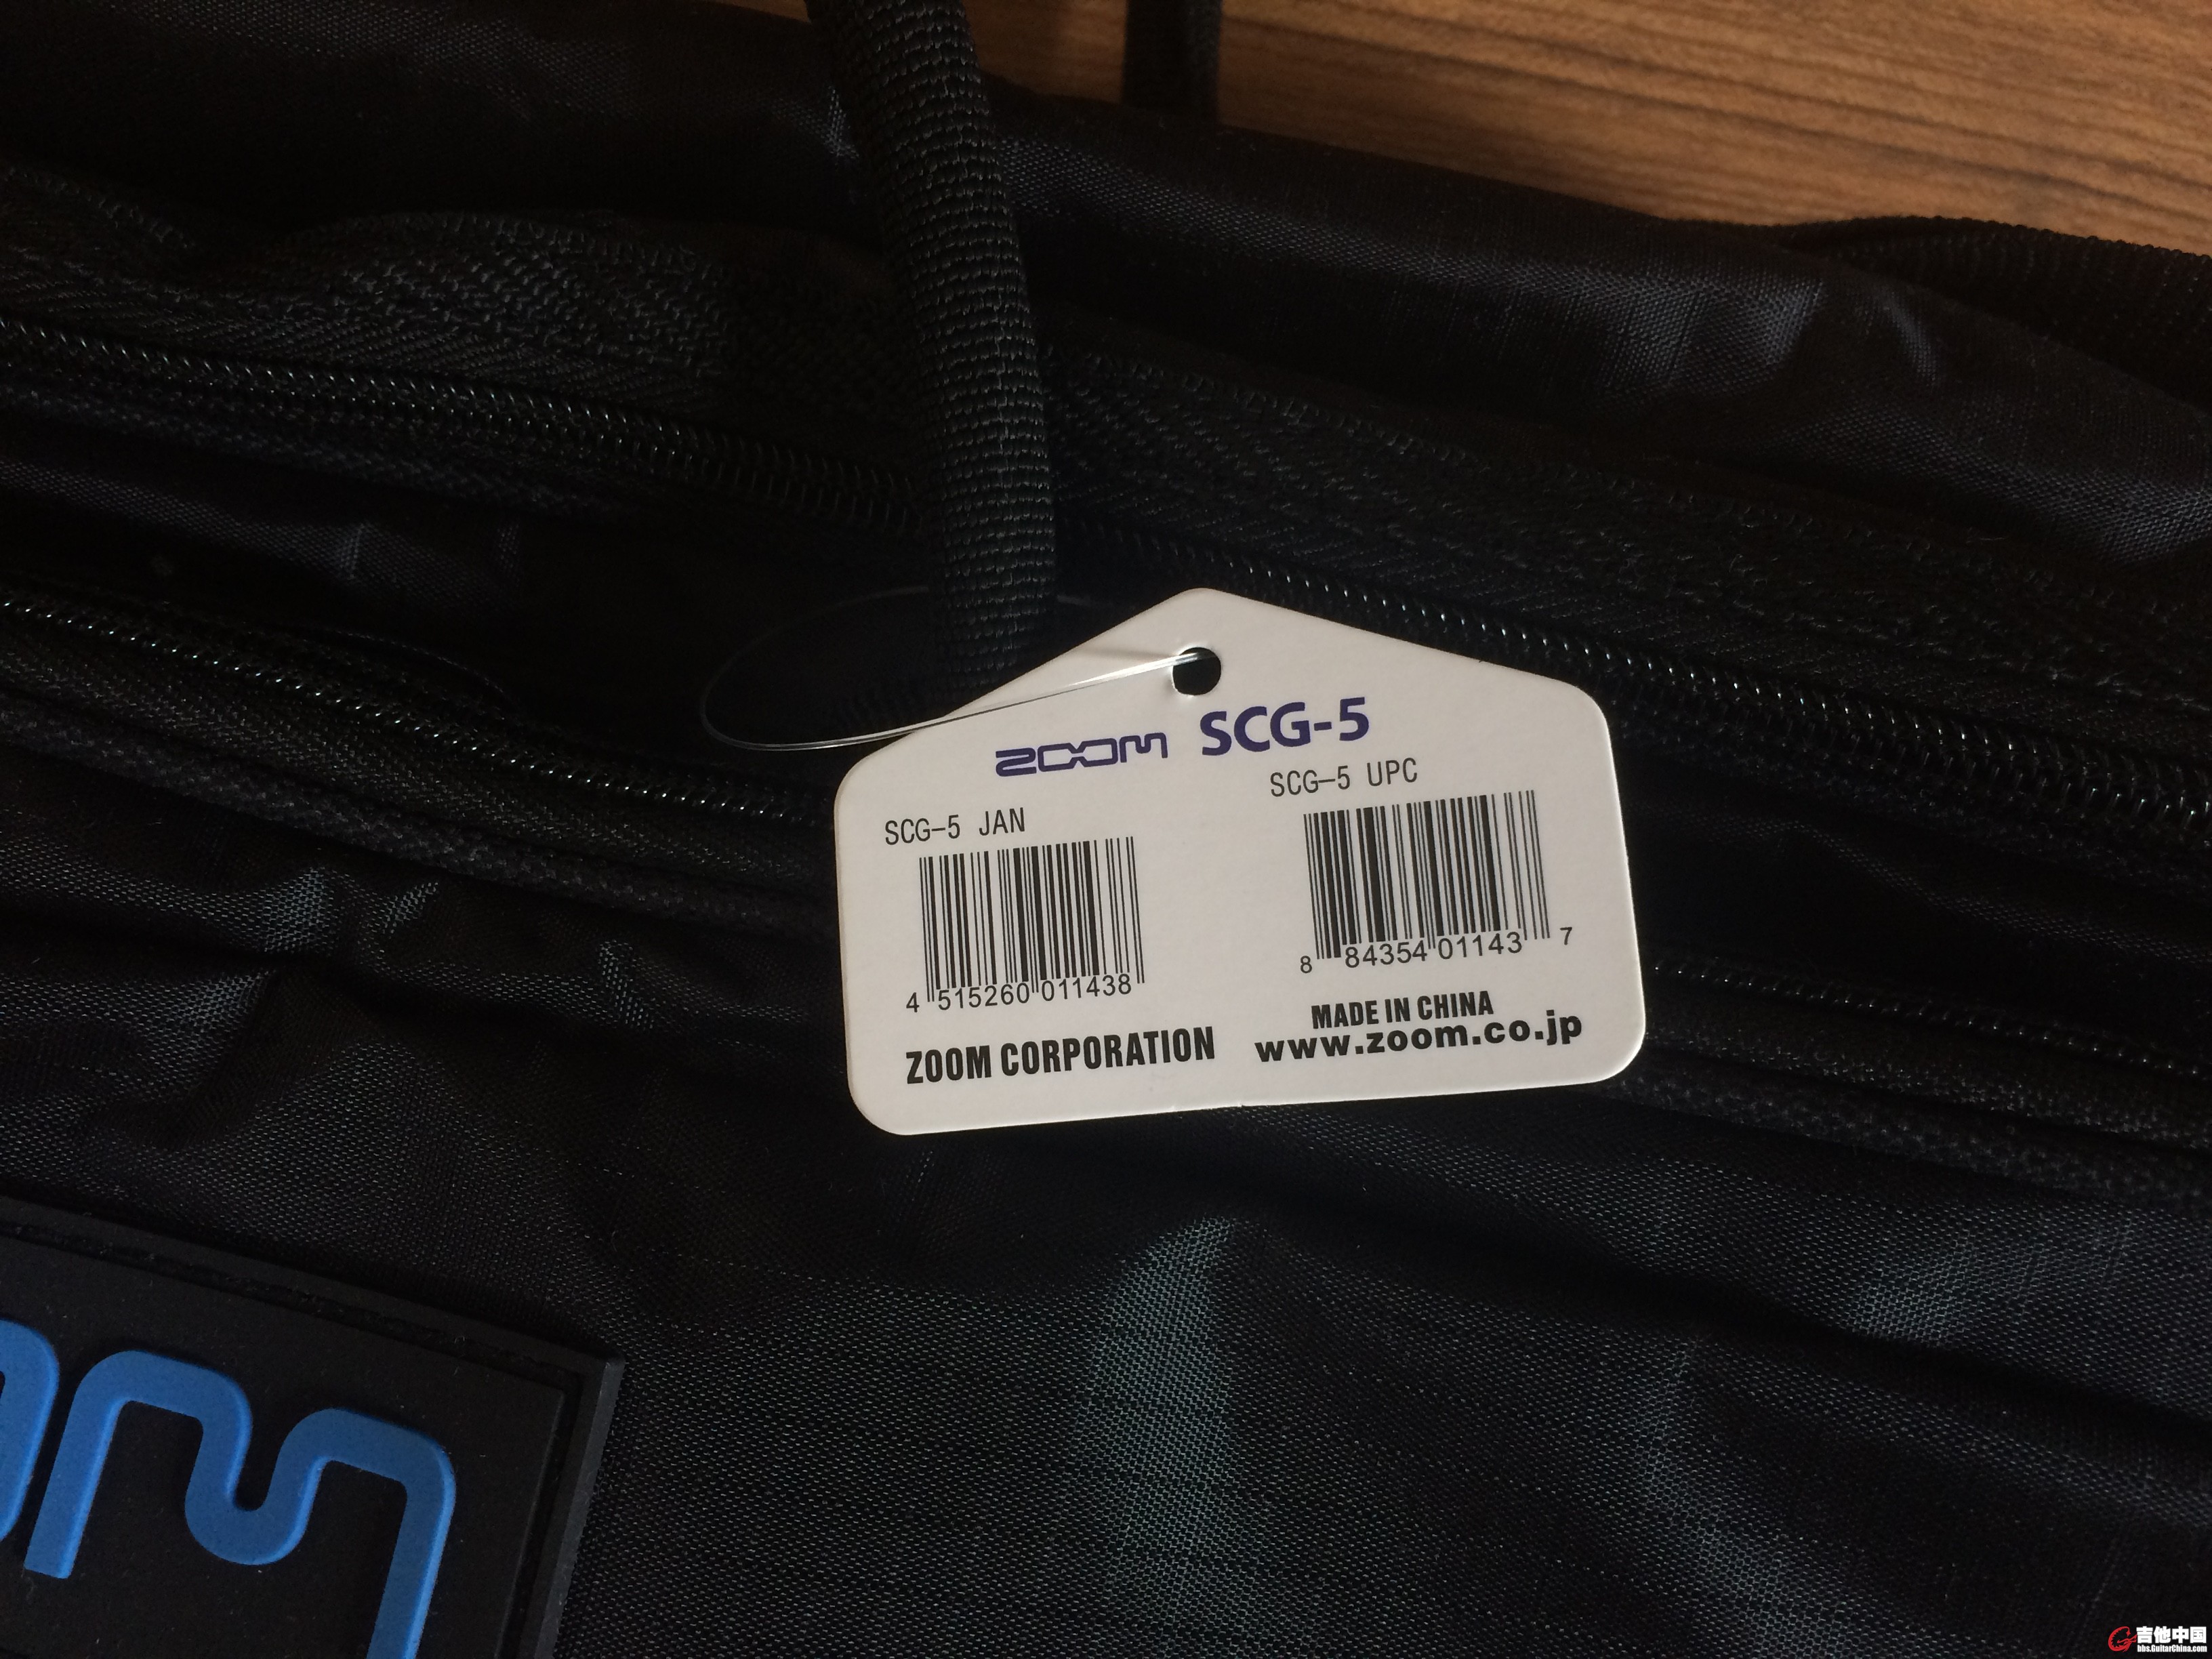 ZOOM SCG-5
SCG-5 JAN
4 515260 011438
SCG-5 UPC
8 84354 01143 7
ZOOM CORPORATION
MADE IN CHINA
www.zoom.co.jp
吉他中国
bbs.GuitarChina.com